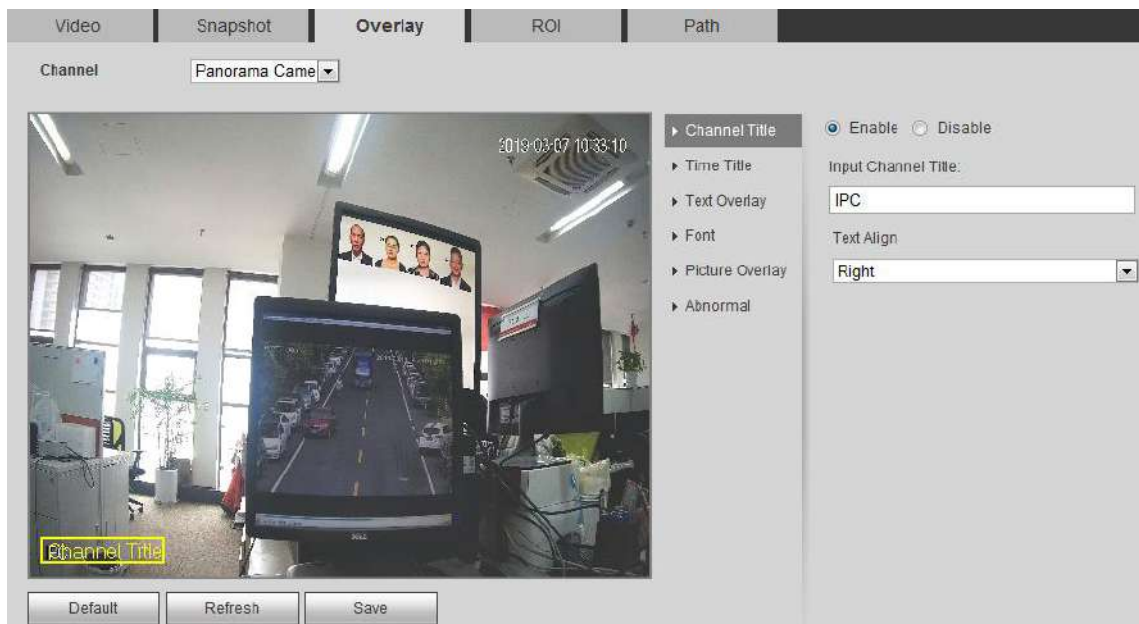 Video Snapshot Overlay ROI Path
Channel Panorama Came
2019-03-07 10:33:10
Channel Title
DELL
Default Refresh Save
Channel Title
Time Title
Text Overlay
Font
Picture Overlay
Abnormal
Enable Disable
Input Channel Title:
IPC
Text Align
Right